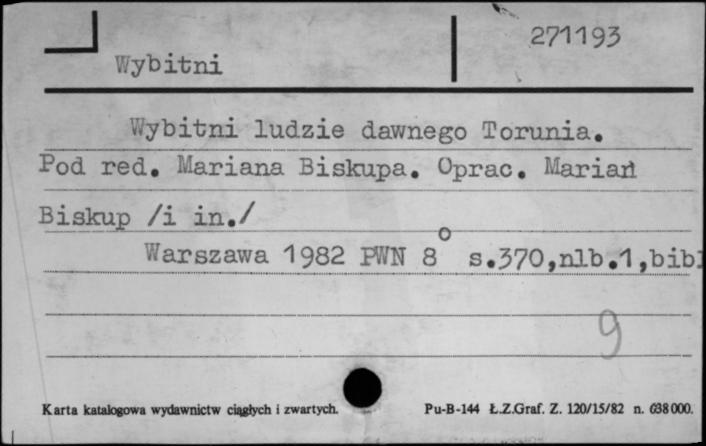 271193
Wybitni
Wybitni ludzie dawnego Torunia.
Pod red. Mariana Biskupa. Oprac. Marian
Biskup /i in./
Warszawa 1982 PWN 8° s.370,nlb.1,bibl
9
Karta katalogowa wydawnictw ciągłych i zwartych. Pu-B-144 Ł.Z.Graf. Z. 120/15/82 n. 638000.